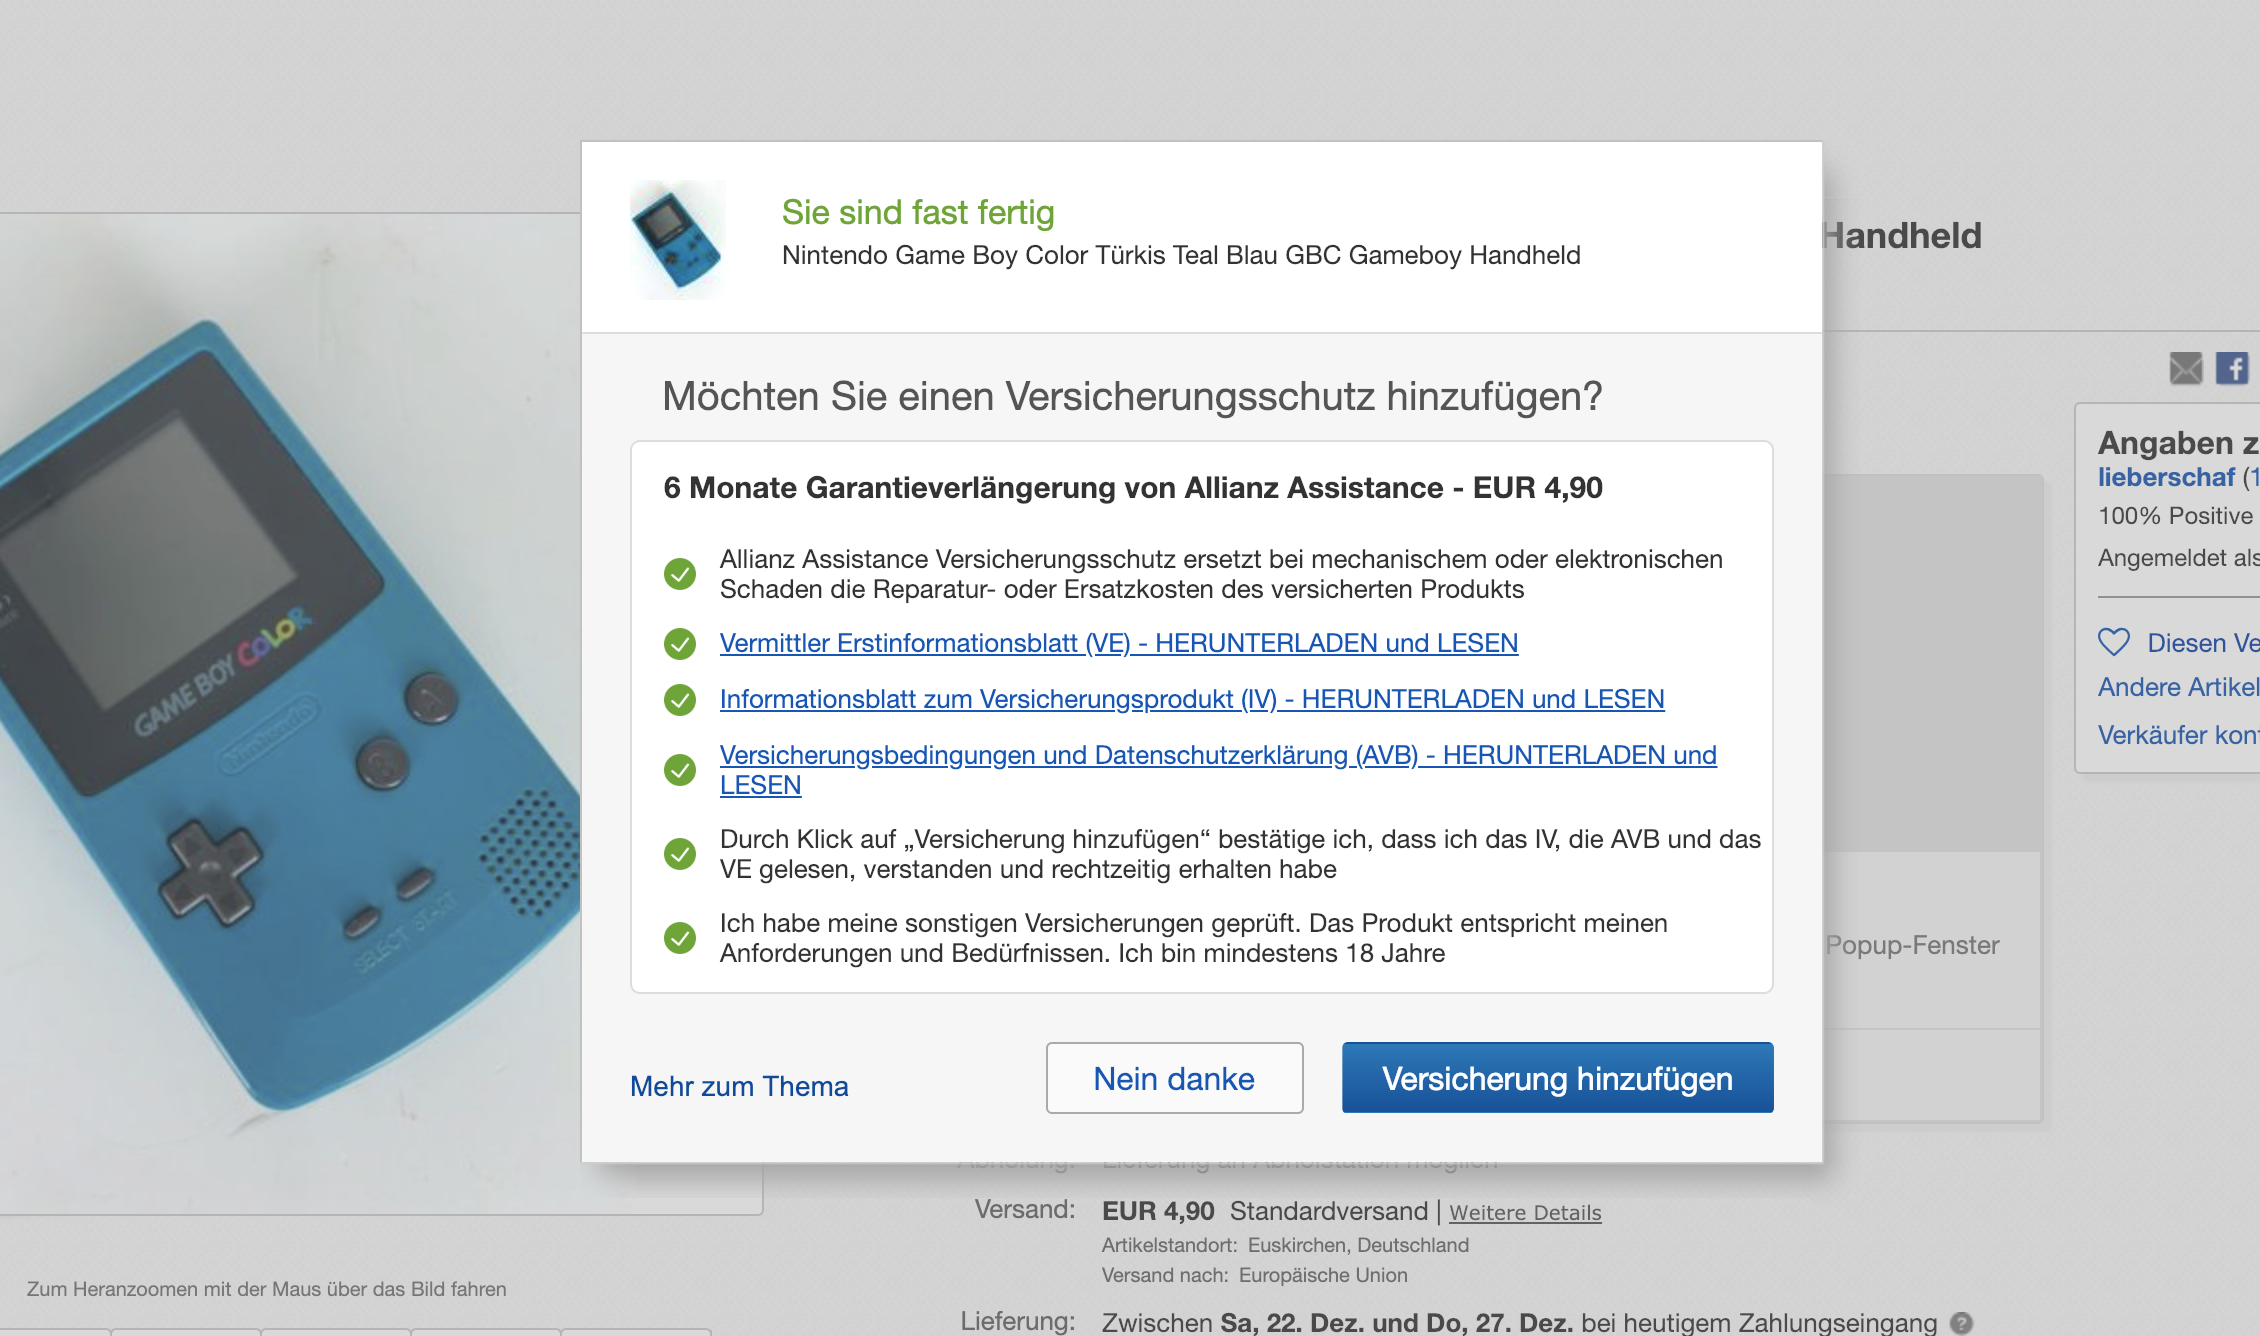 Sie sind fast fertig
Nintendo Game Boy Color Türkis Teal Blau GBC Gameboy Handheld
Handheld
Möchten Sie einen Versicherungsschutz hinzufügen?
6 Monate Garantieverlängerung von Allianz Assistance - EUR 4,90
Allianz Assistance Versicherungsschutz ersetzt bei mechanischem oder elektronischen
Schaden die Reparatur- oder Ersatzkosten des versicherten Produkts
Vermittler Erstinformationsblatt (VE) - HERUNTERLADEN und LESEN
Informationsblatt zum Versicherungsprodukt (IV) - HERUNTERLADEN und LESEN
Versicherungsbedingungen und Datenschutzerklärung (AVB) - HERUNTERLADEN und
LESEN
Durch Klick auf „Versicherung hinzufügen“ bestätige ich, dass ich das IV, die AVB und das
VE gelesen, verstanden und rechtzeitig erhalten habe
Ich habe meine sonstigen Versicherungen geprüft. Das Produkt entspricht meinen
Anforderungen und Bedürfnissen. Ich bin mindestens 18 Jahre
Mehr zum Thema
Nein danke
Versicherung hinzufügen
GAME BOY COLOR
Nintendo
A
B
SELECT START
Angaben z
lieberschaf (1
100% Positive
Angemeldet als
Diesen Ve
Andere Artikel
Verkäufer kon
Popup-Fenster
Abholung: Lieferung an Abholstation möglich
Versand: EUR 4,90 Standardversand | Weitere Details
Artikelstandort: Euskirchen, Deutschland
Versand nach: Europäische Union
Lieferung: Zwischen Sa, 22. Dez. und Do, 27. Dez. bei heutigem Zahlungseingang ?
Zum Heranzoomen mit der Maus über das Bild fahren